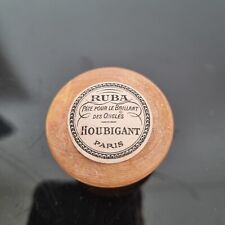 RUBA
PÂTE POUR LE BRILLANT
DES ONGLES
HOUBIGANT
PARIS